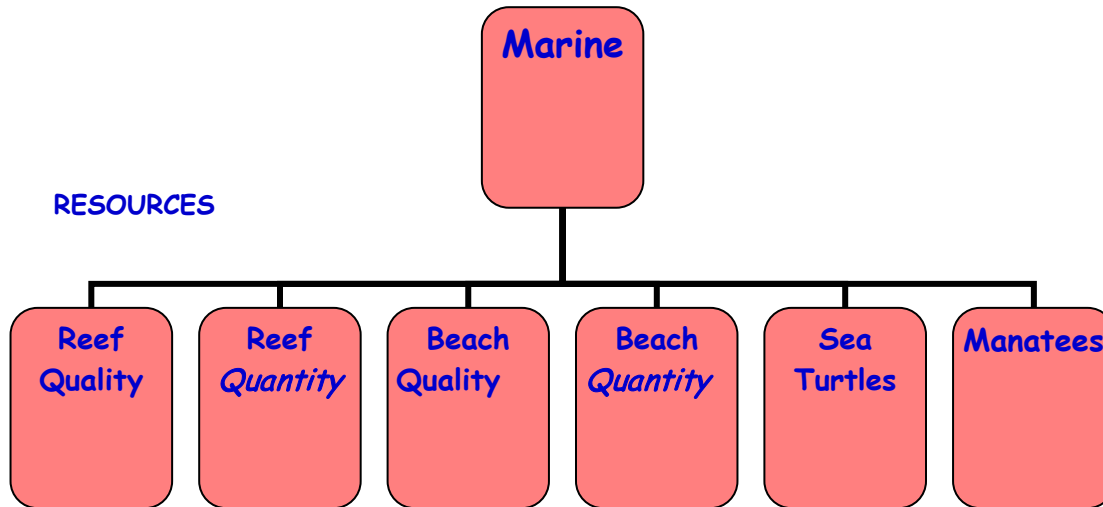 Marine
RESOURCES
Reef
Quality
Reef
Quantity
Beach
Quality
Beach
Quantity
Sea
Turtles
Manatees